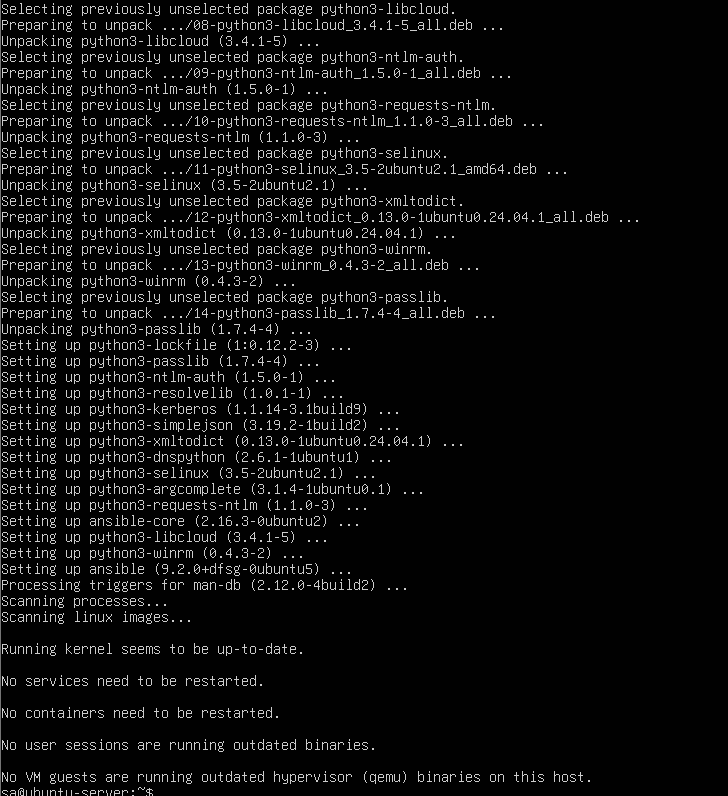 Selecting previously unselected package python3-libcloud.
Preparing to unpack .../08-python3-libcloud_3.4.1-5_all.deb ...
Unpacking python3-libcloud (3.4.1-5) ...
Selecting previously unselected package python3-ntlm-auth.
Preparing to unpack .../09-python3-ntlm-auth_1.5.0-1_all.deb ...
Unpacking python3-ntlm-auth (1.5.0-1) ...
Selecting previously unselected package python3-requests-ntlm.
Preparing to unpack .../10-python3-requests-ntlm_1.1.0-3_all.deb ...
Unpacking python3-requests-ntlm (1.1.0-3) ...
Selecting previously unselected package python3-selinux.
Preparing to unpack .../11-python3-selinux_3.5-2ubuntu2.1_amd64.deb ...
Unpacking python3-selinux (3.5-2ubuntu2.1) ...
Selecting previously unselected package python3-xmltodict.
Preparing to unpack .../12-python3-xmltodict_0.13.0-1ubuntu0.24.04.1_all.deb ...
Unpacking python3-xmltodict (0.13.0-1ubuntu0.24.04.1) ...
Selecting previously unselected package python3-winrm.
Preparing to unpack .../13-python3-winrm_0.4.3-2_all.deb ...
Unpacking python3-winrm (0.4.3-2) ...
Selecting previously unselected package python3-passlib.
Preparing to unpack .../14-python3-passlib_1.7.4-4_all.deb ...
Unpacking python3-passlib (1.7.4-4) ...
Setting up python3-lockfile (1:0.12.2-3) ...
Setting up python3-passlib (1.7.4-4) ...
Setting up python3-ntlm-auth (1.5.0-1) ...
Setting up python3-resolvelib (1.0.1-1) ...
Setting up python3-kerberos (1.1.14-3.1build9) ...
Setting up python3-simplejson (3.19.2-1build2) ...
Setting up python3-xmltodict (0.13.0-1ubuntu0.24.04.1) ...
Setting up python3-dnspython (2.6.1-1ubuntu1) ...
Setting up python3-selinux (3.5-2ubuntu2.1) ...
Setting up python3-argcomplete (3.1.4-1ubuntu0.1) ...
Setting up python3-requests-ntlm (1.1.0-3) ...
Setting up ansible-core (2.16.3-0ubuntu2) ...
Setting up python3-libcloud (3.4.1-5) ...
Setting up python3-winrm (0.4.3-2) ...
Setting up ansible (9.2.0+dfsg-0ubuntu5) ...
Processing triggers for man-db (2.12.0-4build2) ...
Scanning processes...
Scanning linux images...
Running kernel seems to be up-to-date.
No services need to be restarted.
No containers need to be restarted.
No user sessions are running outdated binaries.
No VM guests are running outdated hypervisor (qemu) binaries on this host.
sa@ubuntu-server:~$